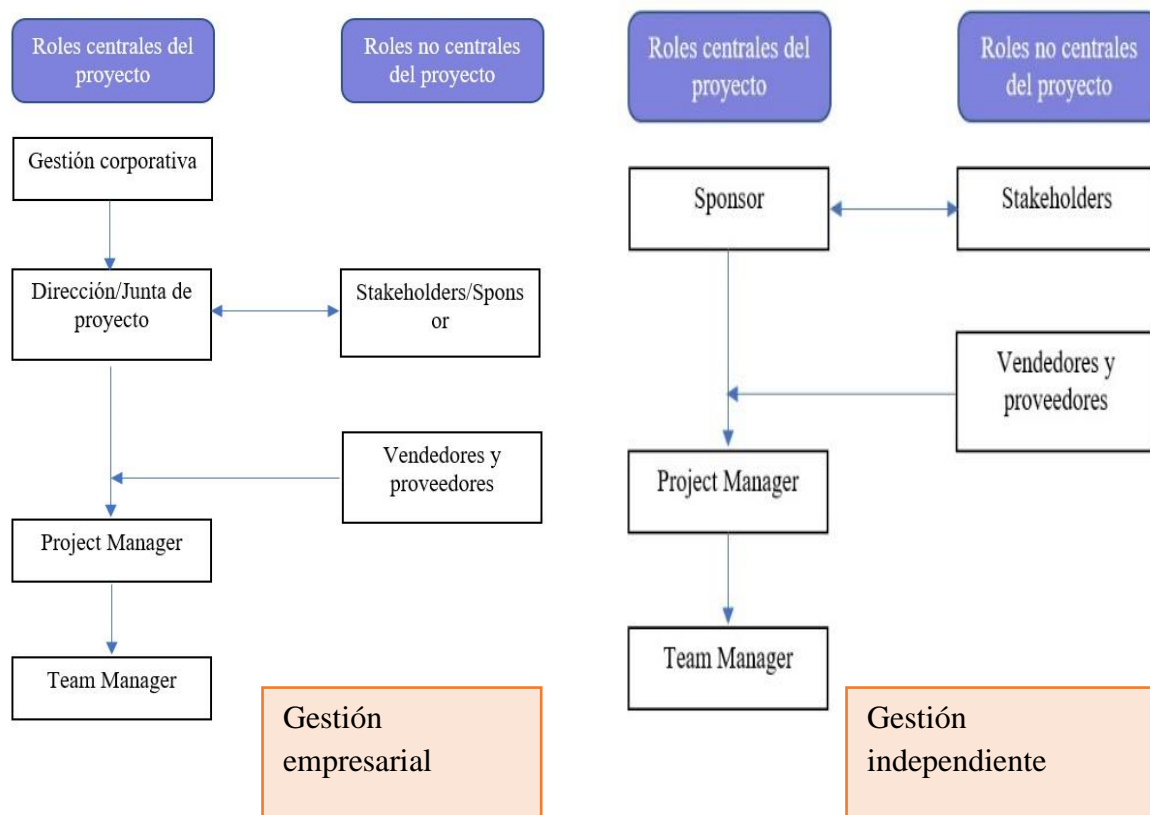 Roles centrales del
proyecto
Roles no centrales
del proyecto
Gestión corporativa
Dirección/Junta de
proyecto
Stakeholders/Spons
or
Vendedores y
proveedores
Project Manager
Team Manager
Gestión
empresarial
Roles centrales del
proyecto
Roles no centrales
del proyecto
Sponsor
Stakeholders
Vendedores y
proveedores
Project Manager
Team Manager
Gestión
independiente